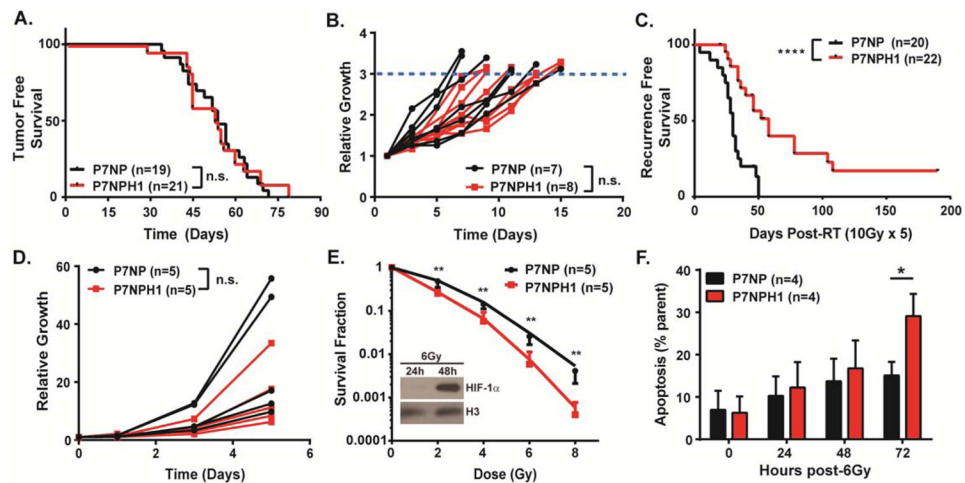 A.
Tumor Free
Survival
100
50
0
0 15 30 45 60 75 90
Time (Days)
P7NP (n=19)
P7NPH1 (n=21)
n.s.
B.
Relative Growth
4
3
2
1
0
0 5 10 15 20
Time (Days)
P7NP (n=7)
P7NPH1 (n=8)
n.s.
C.
Recurrence Free
Survival
100
50
0
0 50 100 150 200
Days Post-RT (10Gy x 5)
****
P7NP (n=20)
P7NPH1 (n=22)
D.
Relative Growth
60
40
20
0
0 2 4 6
Time (Days)
P7NP (n=5)
P7NPH1 (n=5)
n.s.
E.
Survival Fraction
1
0.1
0.01
0.001
0.0001
0 2 4 6 8
Dose (Gy)
P7NP (n=5)
P7NPH1 (n=5)
** ** ** **
6Gy
24h 48h
HIF-1α
H3
F.
Apoptosis (% parent)
40
30
20
10
0
0 24 48 72
Hours post-6Gy
P7NP (n=4)
P7NPH1 (n=4)
*